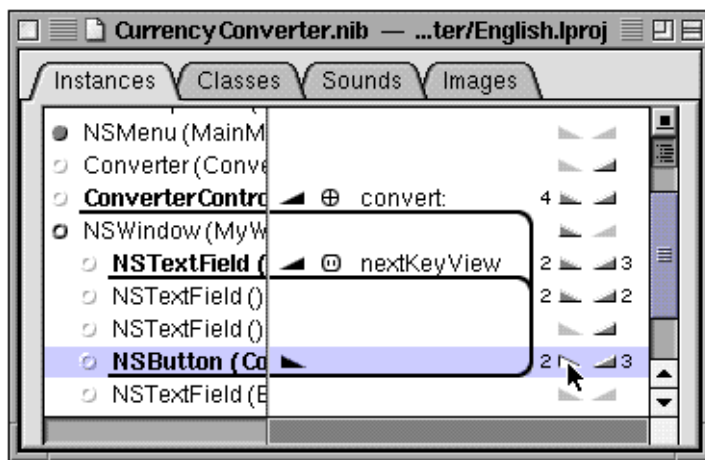 CurrencyConverter.nib — ...ter/English.lproj
Instances Classes Sounds Images
NSMenu (MainM
Converter (Conve
ConverterContro convert: 4
NSWindow (MyW
NSTextField ( nextKeyView 2 3
NSTextField () 2 2
NSTextField ()
NSButton (Co 2 3
NSTextField (E